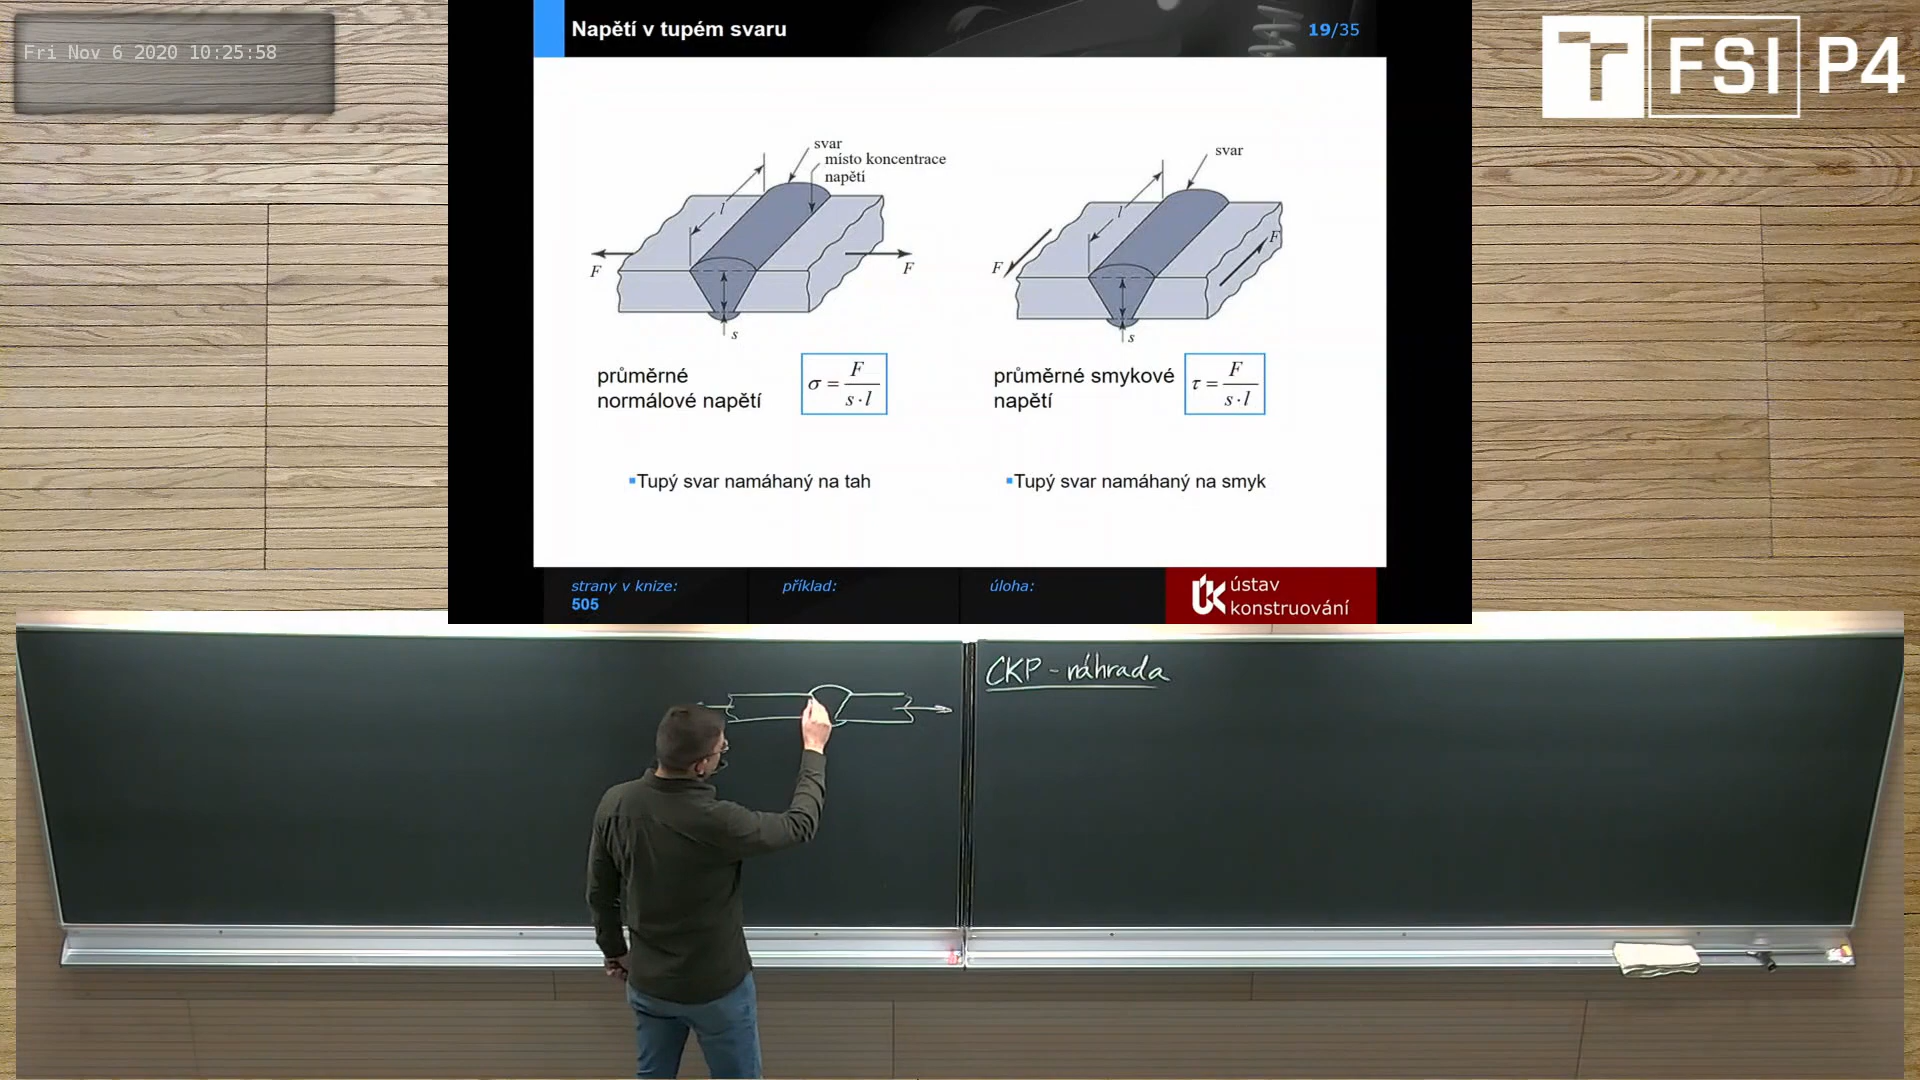 Fri Nov 6 2020 10:25:58
Napětí v tupém svaru
19/35
FSI P4
svar
místo koncentrace
napětí
l
F
F
s
svar
l
F
F
s
průměrné
normálové napětí
σ = F / s · l
průměrné smykové
napětí
τ = F / s · l
Tupý svar namáhaný na tah
Tupý svar namáhaný na smyk
strany v knize:
505
příklad:
úloha:
ústav
konstruování
CKP - náhrada